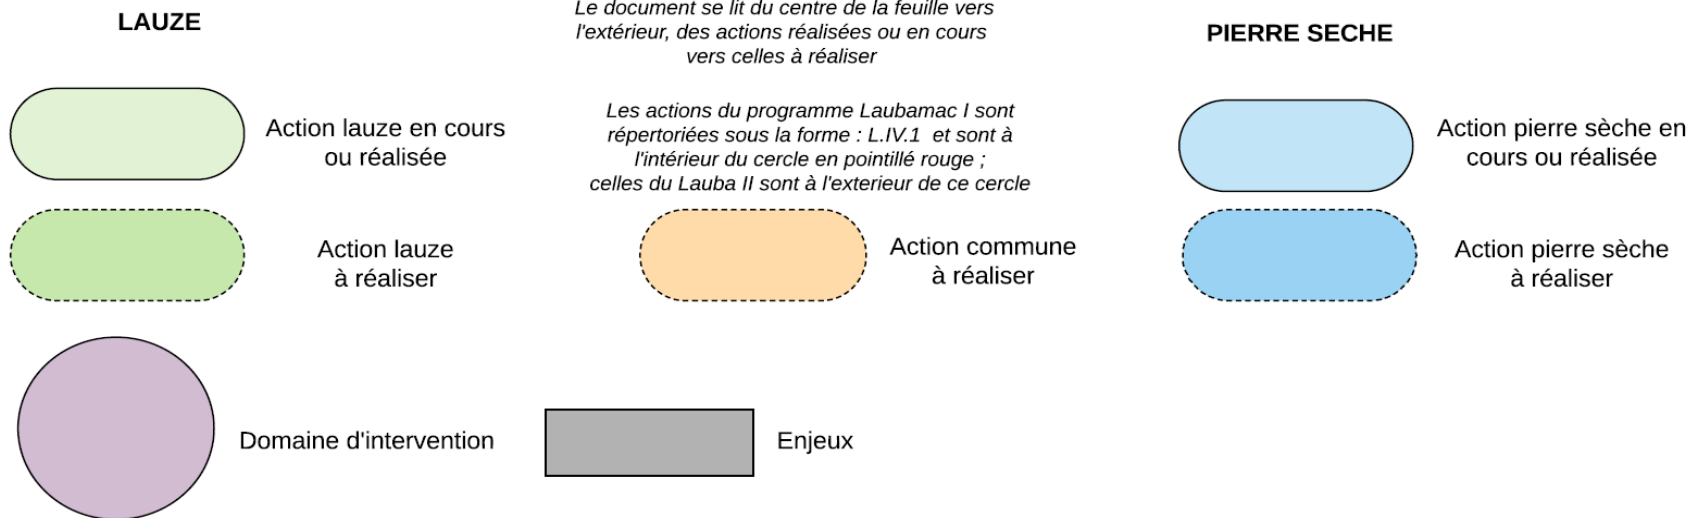 LAUZE
Le document se lit du centre de la feuille vers
l'extérieur, des actions réalisées ou en cours
vers celles à réaliser
PIERRE SECHE
Action lauze en cours
ou réalisée
Les actions du programme Laubamac I sont
répertoriées sous la forme : L.IV.1  et sont à
l'intérieur du cercle en pointillé rouge ;
celles du Lauba II sont à l'exterieur de ce cercle
Action pierre sèche en
cours ou réalisée
Action lauze
à réaliser
Action commune
à réaliser
Action pierre sèche
à réaliser
Domaine d'intervention
Enjeux